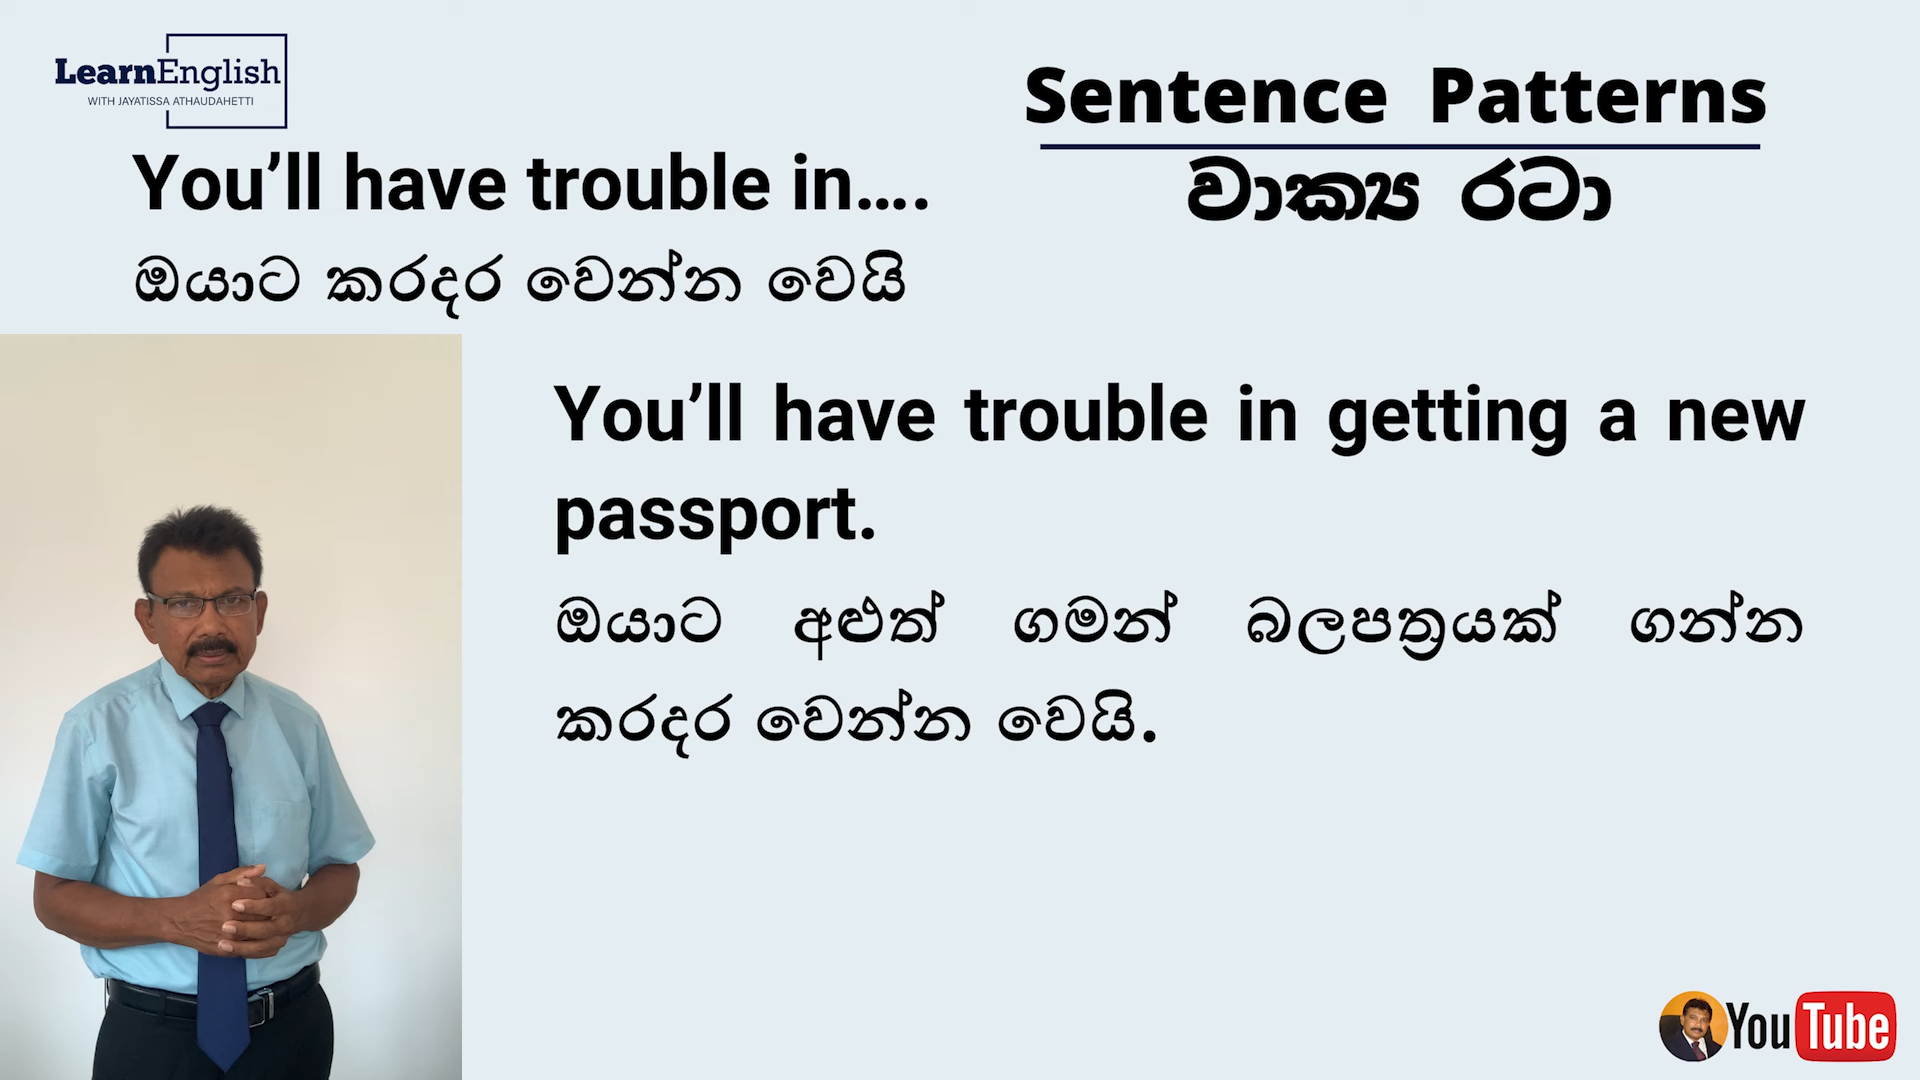 LearnEnglish
WITH JAYATISSA ATHAUDAHETTI
Sentence Patterns
වාක්‍ය රටා
You’ll have trouble in....
ඔයාට කරදර වෙන්න වෙයි
You’ll have trouble in getting a new
passport.
ඔයාට අළුත් ගමන් බලපත්‍රයක් ගන්න
කරදර වෙන්න වෙයි.
YouTube